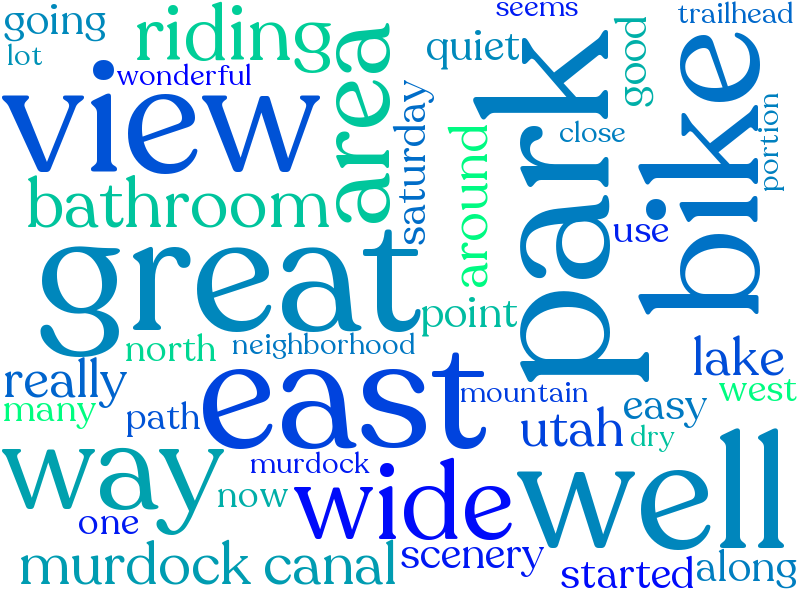 going
riding
seems
trailhead
lot
wonderful
area
quiet
good
view
saturday
park
close
bike
portion
bathroom
around
use
great
point
north
neighborhood
lake
really
east
mountain
west
many
path
utah
easy
dry
way
murdock
now
wide
well
one
murdock canal
scenery
started
along